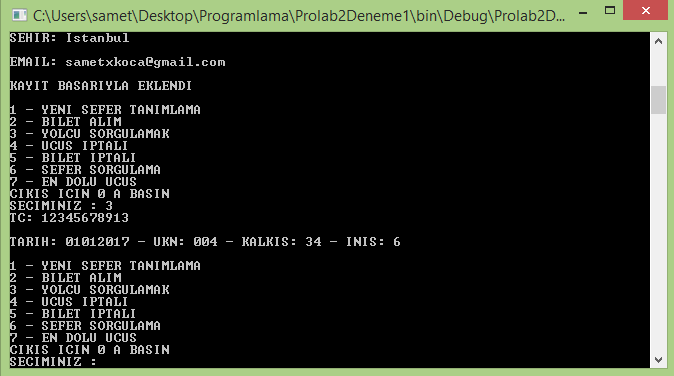 C:\Users\samet\Desktop\Programlama\Prolab2Deneme1\bin\Debug\Prolab2D...
SEHIR: Istanbul
EMAIL: sametxkoca@gmail.com
KAYIT BASARIYLA EKLENDI
1 - YENI SEFER TANIMLAMA
2 - BILET ALIM
3 - YOLCU SORGULAMAK
4 - UCUS IPTALI
5 - BILET IPTALI
6 - SEFER SORGULAMA
7 - EN DOLU UCUS
CIKIS ICIN 0 A BASIN
SECIMINIZ : 3
TC: 12345678913
TARIH: 01012017 - UKN: 004 - KALKIS: 34 - INIS: 6
1 - YENI SEFER TANIMLAMA
2 - BILET ALIM
3 - YOLCU SORGULAMAK
4 - UCUS IPTALI
5 - BILET IPTALI
6 - SEFER SORGULAMA
7 - EN DOLU UCUS
CIKIS ICIN 0 A BASIN
SECIMINIZ :